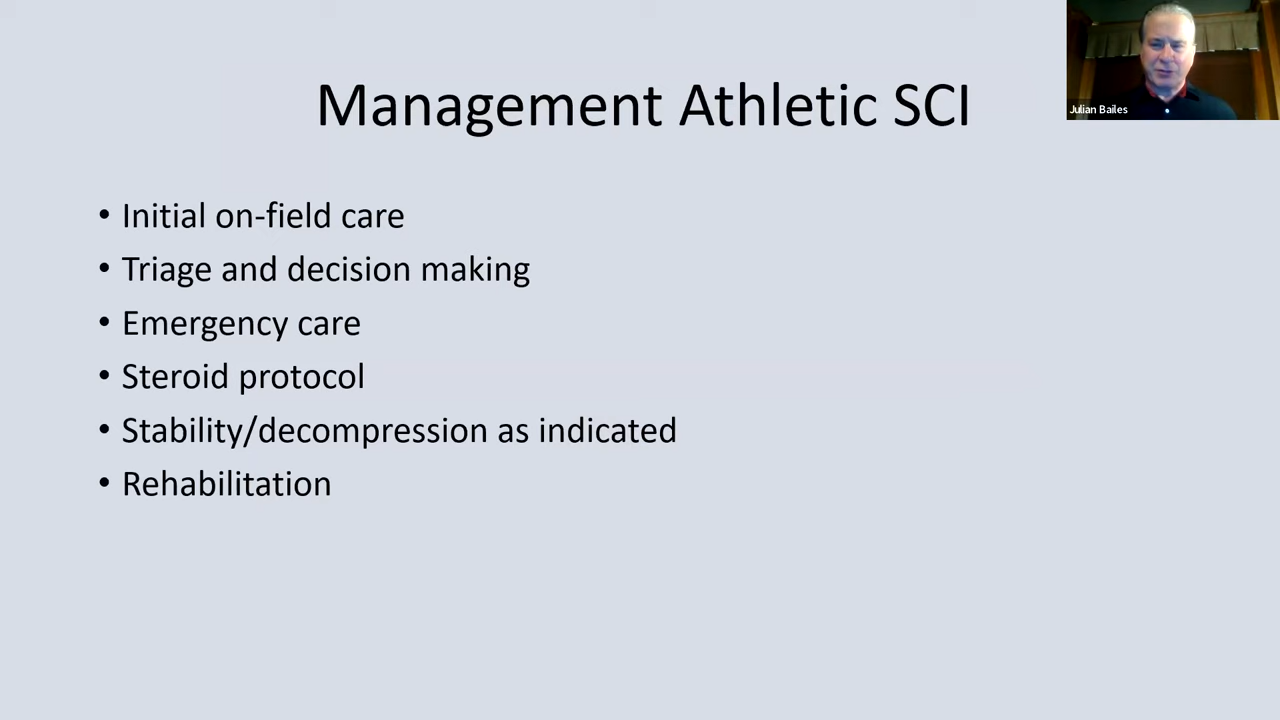 Management Athletic SCI
Julian Bailes
• Initial on-field care
• Triage and decision making
• Emergency care
• Steroid protocol
• Stability/decompression as indicated
• Rehabilitation